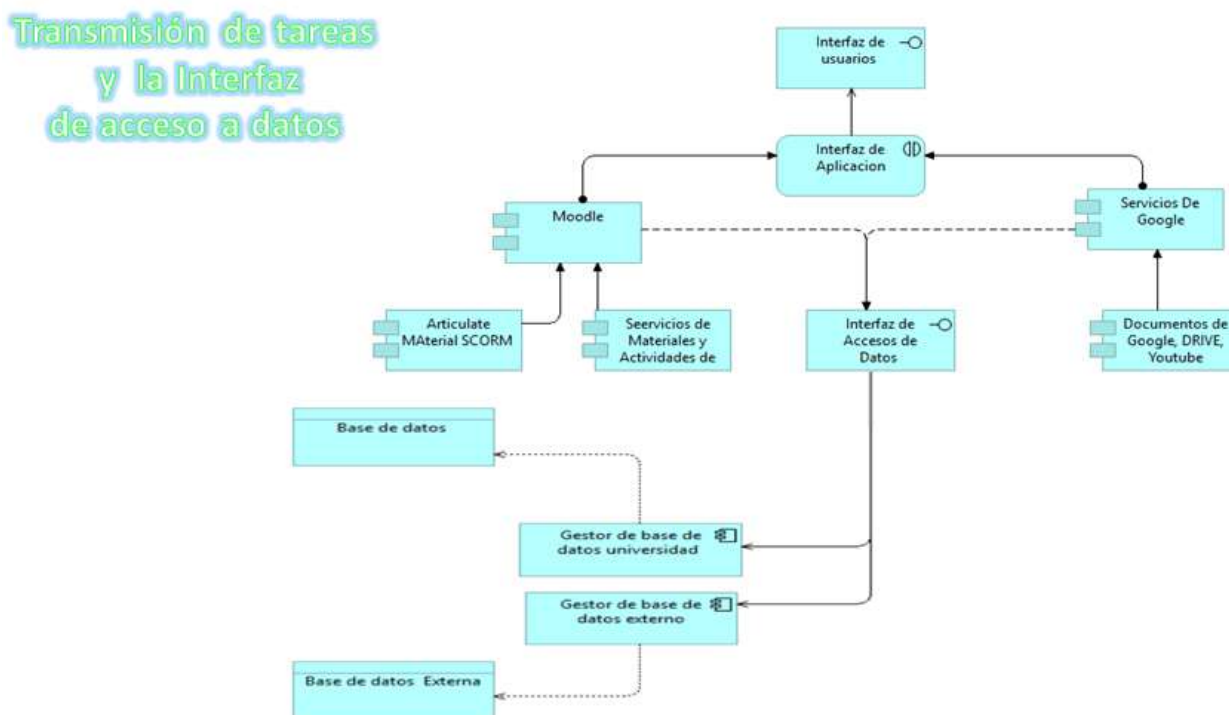 Transmisión de tareas
y la Interfaz
de acceso a datos
Interfaz de
usuarios
Interfaz de
Aplicacion
Moodle
Servicios De
Google
Articulate
MAterial SCORM
Seervicios de
Materiales y
Actividades de
Interfaz de
Accesos de
Datos
Documentos de
Google, DRIVE,
Youtube
Base de datos
Gestor de base de
datos universidad
Gestor de base de
datos externo
Base de datos Externa